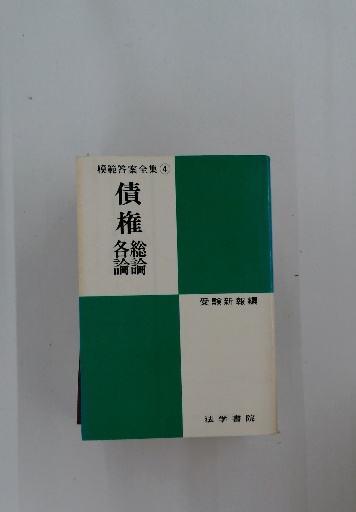 模範答案全集④
債権
総論
各論
受験新報編
法学書院